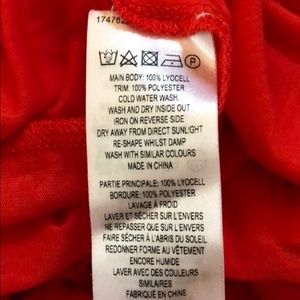 MAIN BODY: 100% LYOCELL
TRIM: 100% POLYESTER
COLD WATER WASH.
WASH AND DRY INSIDE OUT
IRON ON REVERSE SIDE
DRY AWAY FROM DIRECT SUNLIGHT
RE-SHAPE WHILST DAMP
WASH WITH SIMILAR COLOURS
MADE IN CHINA
PARTIE PRINCIPALE: 100% LYOCELL
BORDURE: 100% POLYESTER
LAVAGE À FROID
LAVER ET SÉCHER SUR L'ENVERS
NE REPASSER QUE SUR L'ENVERS
FAIRE SÉCHER À L'ABRIS DU SOLEIL
REDONNER FORME AU VÊTEMENT
ENCORE HUMIDE
LAVER AVEC DES COULEURS
SIMILAIRES
FABRIQUÉ EN CHINE